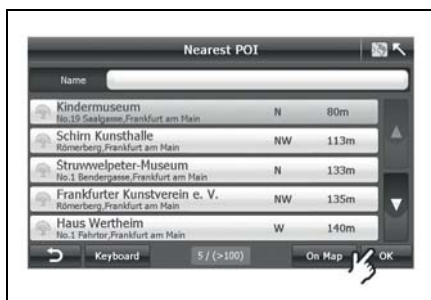 Nearest POI
Name
Kindermuseum N 80m
No.19 Saalgasse,Frankfurt am Main
Schirn Kunsthalle NW 113m
Römerberg,Frankfurt am Main
Struwwelpeter-Museum N 133m
No.1 Bendergasse,Frankfurt am Main
Frankfurter Kunstverein e. V. NW 135m
Römerberg,Frankfurt am Main
Haus Wertheim W 140m
No.1 Fahrtor,Frankfurt am Main
Keyboard 5 / (>100) On Map OK